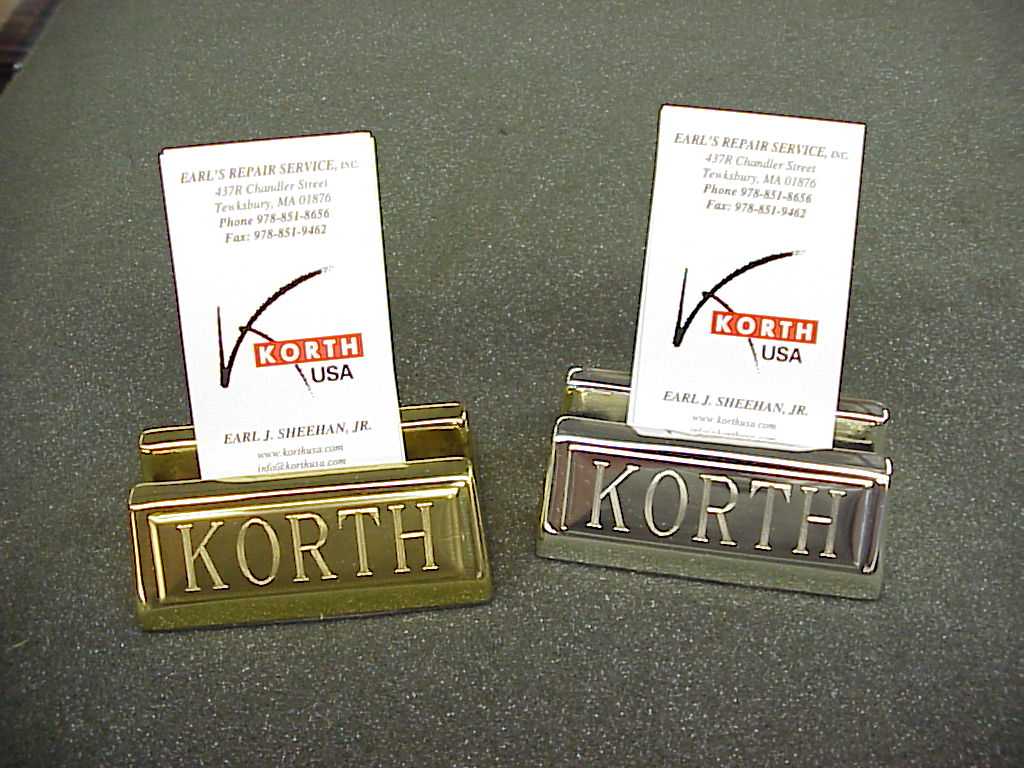 EARL'S REPAIR SERVICE, INC.
437R Chandler Street
Tewksbury, MA 01876
Phone 978-851-8656
Fax: 978-851-9462
KORTH
USA
EARL J. SHEEHAN, JR.
www.korthusa.com
info@korthusa.com
KORTH
EARL'S REPAIR SERVICE, INC.
437R Chandler Street
Tewksbury, MA 01876
Phone 978-851-8656
Fax: 978-851-9462
KORTH
USA
EARL J. SHEEHAN, JR.
www.korthusa.com
info@korthusa.com
KORTH